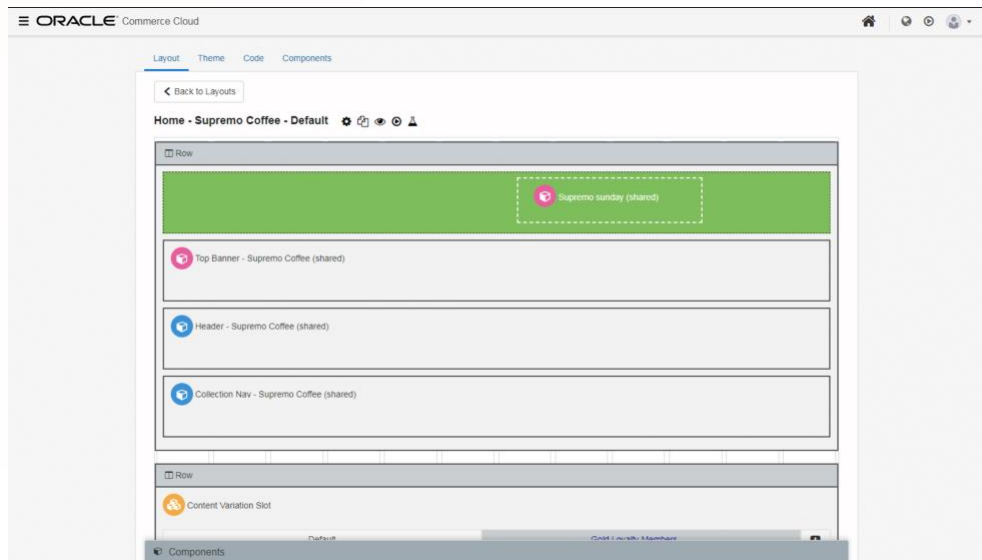 ORACLE Commerce Cloud
Layout Theme Code Components
Back to Layouts
Home - Supremo Coffee - Default
Row
Supremo sunday (shared)
Top Banner - Supremo Coffee (shared)
Header - Supremo Coffee (shared)
Collection Nav - Supremo Coffee (shared)
Row
Content Variation Slot
Default Gold Loyalty Members
Components